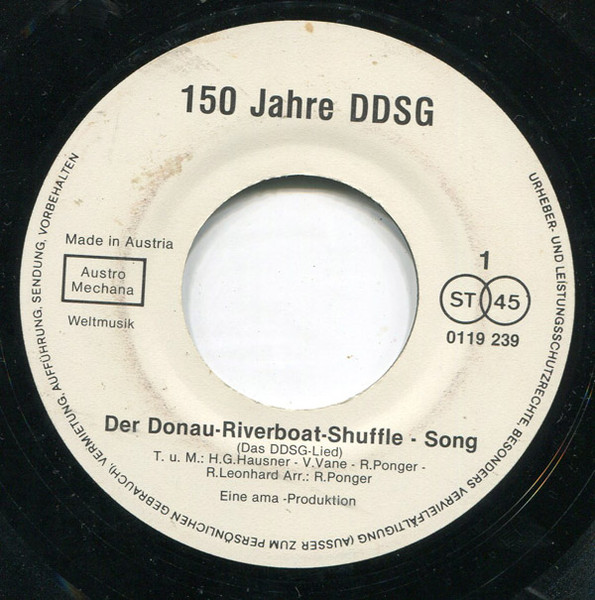 150 Jahre DDSG
Made in Austria
Austro
Mechana
Weltmusik
1
ST 45
0119 239
Der Donau-Riverboat-Shuffle - Song
(Das DDSG-Lied)
T. u. M.: H.G.Hausner - V.Vane - R.Ponger -
R.Leonhard Arr.: R.Ponger
Eine ama -Produktion
URHEBER- UND LEISTUNGSSCHUTZRECHTE, BESONDERS VERVIELFÄLTIGUNG (AUSSER ZUM PERSÖNLICHEN GEBRAUCH), VERMIETUNG, AUFFÜHRUNG, SENDUNG, VORBEHALTEN